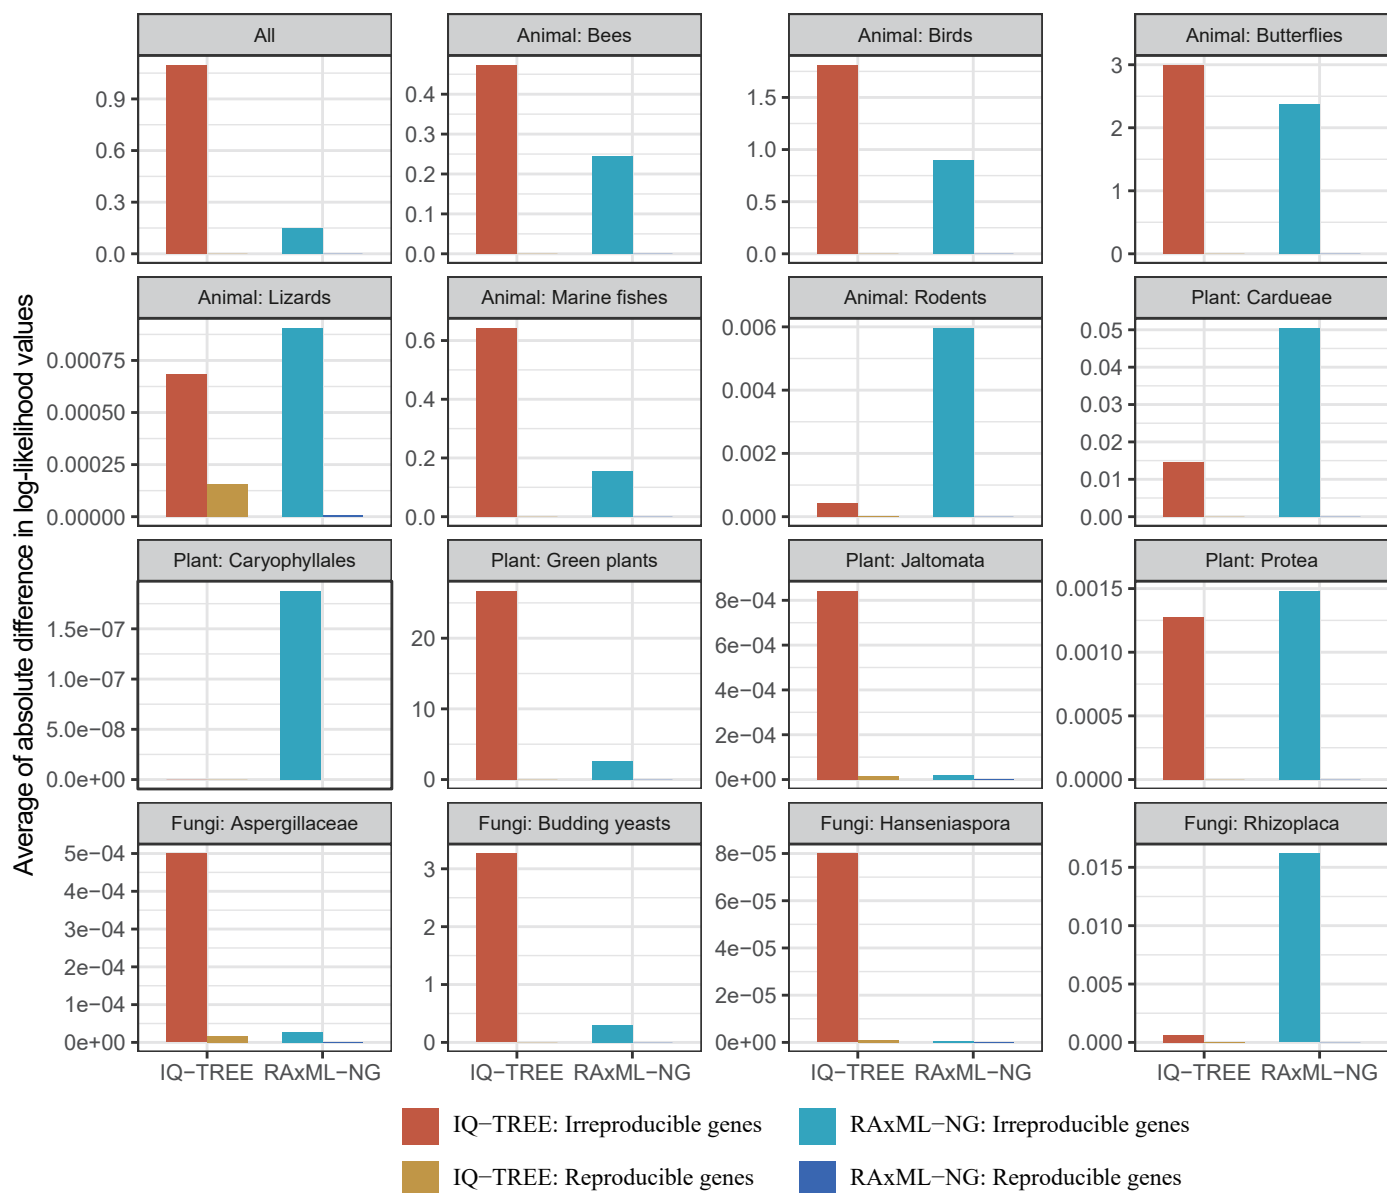 All
Animal: Bees
Animal: Birds
Animal: Butterflies
0.9
0.6
0.3
0.0
0.4
0.3
0.2
0.1
0.0
1.5
1.0
0.5
0.0
3
2
1
0
Average of absolute difference in log-likelihood values
Animal: Lizards
Animal: Marine fishes
Animal: Rodents
Plant: Cardueae
0.00075
0.00050
0.00025
0.00000
0.6
0.4
0.2
0.0
0.006
0.004
0.002
0.000
0.05
0.04
0.03
0.02
0.01
0.00
Plant: Caryophyllales
Plant: Green plants
Plant: Jaltomata
Plant: Protea
1.5e−07
1.0e−07
5.0e−08
0.0e+00
20
10
0
8e−04
6e−04
4e−04
2e−04
0e+00
0.0015
0.0010
0.0005
0.0000
Fungi: Aspergillaceae
Fungi: Budding yeasts
Fungi: Hanseniaspora
Fungi: Rhizoplaca
5e−04
4e−04
3e−04
2e−04
1e−04
0e+00
3
2
1
0
8e−05
6e−05
4e−05
2e−05
0e+00
0.015
0.010
0.005
0.000
IQ−TREE RAxML−NG
IQ−TREE RAxML−NG
IQ−TREE RAxML−NG
IQ−TREE RAxML−NG
IQ−TREE: Irreproducible genes
RAxML−NG: Irreproducible genes
IQ−TREE: Reproducible genes
RAxML−NG: Reproducible genes